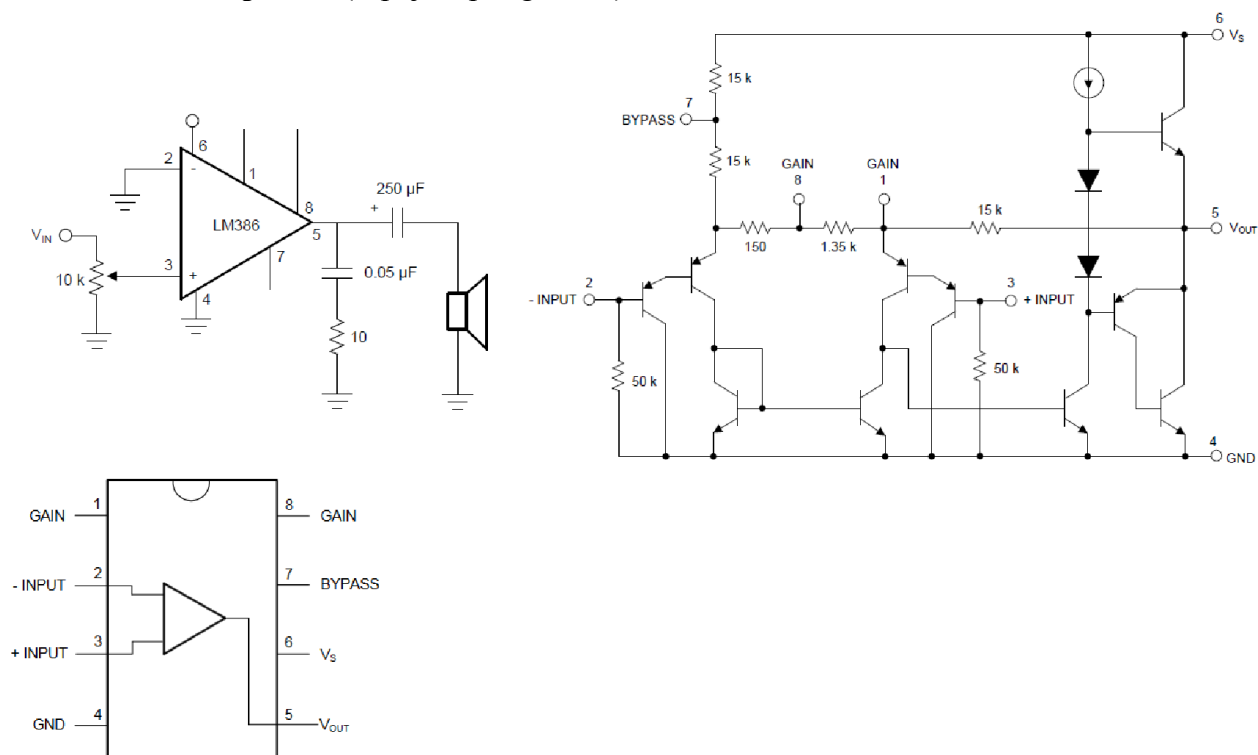 6
VS
15 k
7
BYPASS
15 k
GAIN
8
GAIN
1
15 k
5
VOUT
150
1.35 k
2
- INPUT
3
+ INPUT
50 k
50 k
4
GND
6
2
-
1
250 µF
+
LM386
8
5
VIN
7
3
+
10 k
4
0.05 µF
10
GAIN
1
8
GAIN
- INPUT
2
7
BYPASS
+ INPUT
3
6
VS
GND
4
5
VOUT